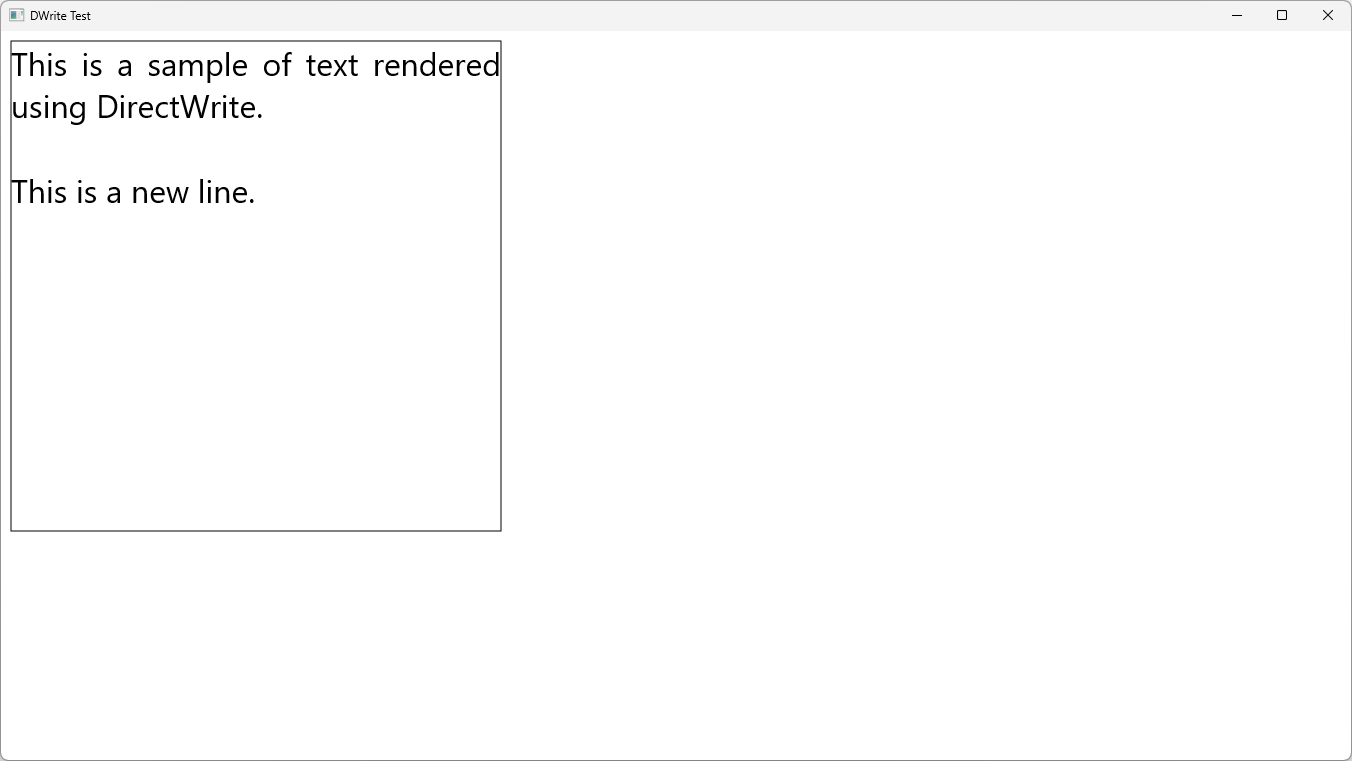 DWrite Test
This is a sample of text rendered
using DirectWrite.
This is a new line.